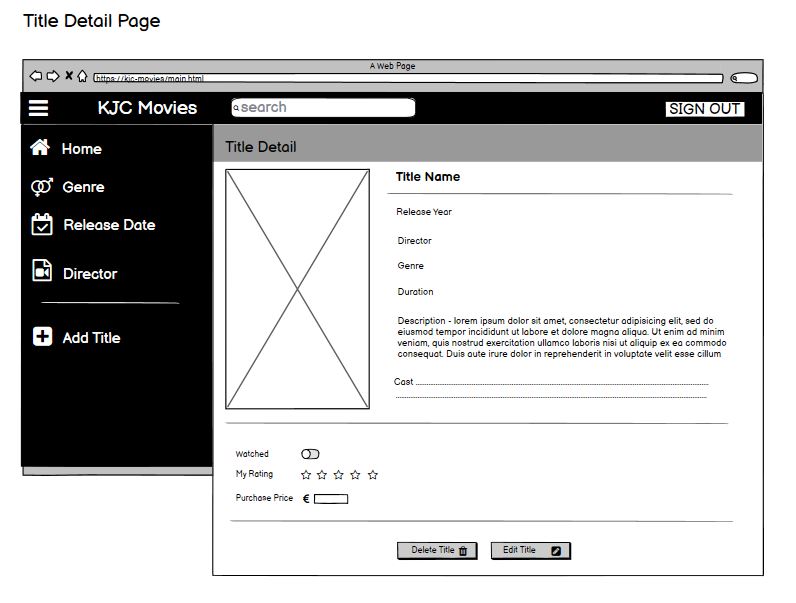 Title Detail Page
A Web Page
https://kjc-movies/main.html
KJC Movies
search
SIGN OUT
Home
Genre
Release Date
Director
Add Title
Title Detail
Title Name
Release Year
Director
Genre
Duration
Description - lorem ipsum dolor sit amet, consectetur adipisicing elit, sed do
eiusmod tempor incididunt ut labore et dolore magna aliqua. Ut enim ad minim
veniam, quis nostrud exercitation ullamco laboris nisi ut aliquip ex ea commodo
consequat. Duis aute irure dolor in reprehenderit in voluptate velit esse cillum
Cast
Watched
My Rating
Purchase Price €
Delete Title
Edit Title